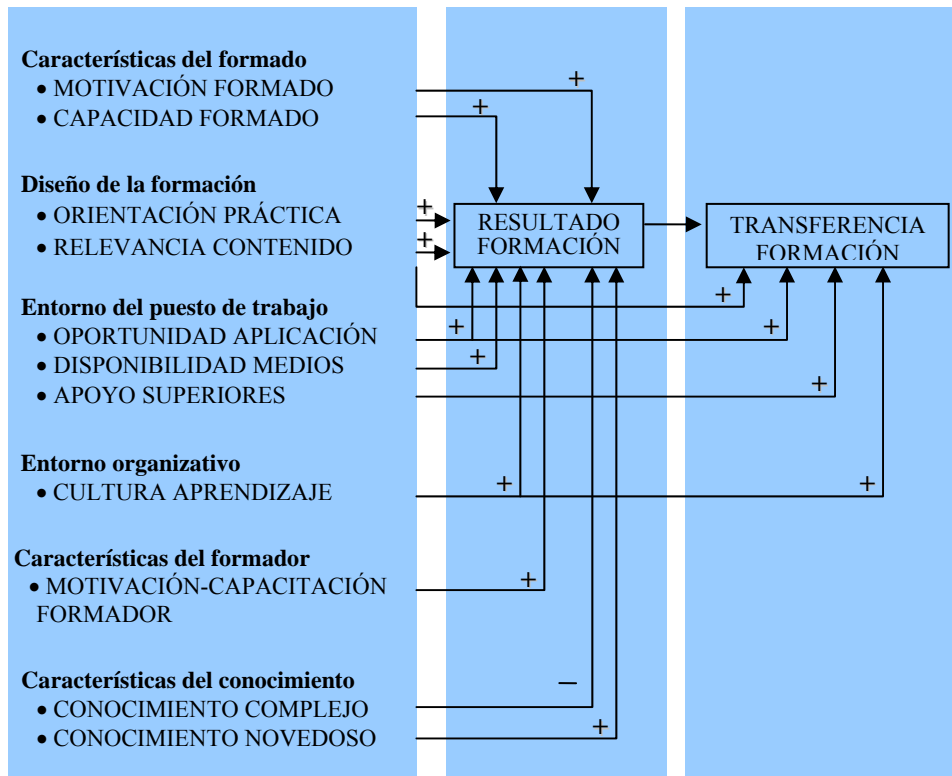 Características del formado
• MOTIVACIÓN FORMADO
• CAPACIDAD FORMADO
Diseño de la formación
• ORIENTACIÓN PRÁCTICA
• RELEVANCIA CONTENIDO
Entorno del puesto de trabajo
• OPORTUNIDAD APLICACIÓN
• DISPONIBILIDAD MEDIOS
• APOYO SUPERIORES
Entorno organizativo
• CULTURA APRENDIZAJE
Características del formador
• MOTIVACIÓN-CAPACITACIÓN
FORMADOR
Características del conocimiento
• CONOCIMIENTO COMPLEJO
• CONOCIMIENTO NOVEDOSO
+
+
+
+
RESULTADO
FORMACIÓN
TRANSFERENCIA
FORMACIÓN
+
+
+
+
+
+
+
+
–
+